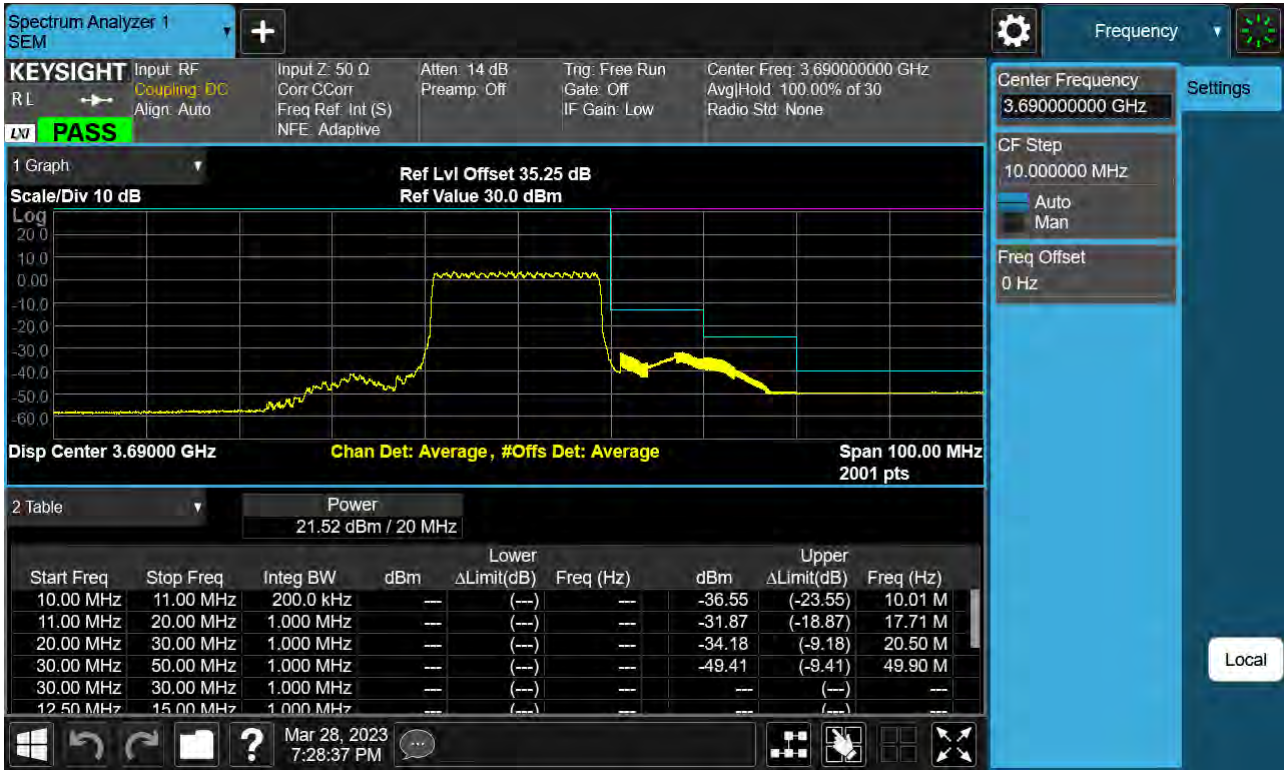 Spectrum Analyzer 1
SEM
Frequency
KEYSIGHT
RL
LXI PASS
Input: RF
Coupling: DC
Align: Auto
Input Z: 50 Ω
Corr CCorr
Freq Ref: Int (S)
NFE: Adaptive
Atten: 14 dB
Preamp: Off
Trig: Free Run
Gate: Off
IF Gain: Low
Center Freq: 3.690000000 GHz
Avg|Hold: 100.00% of 30
Radio Std: None
Center Frequency
3.690000000 GHz
Settings
CF Step
10.000000 MHz
Auto
Man
Freq Offset
0 Hz
Local
1 Graph
Scale/Div 10 dB
Ref Lvl Offset 35.25 dB
Ref Value 30.0 dBm
Log
20.0
10.0
0.00
-10.0
-20.0
-30.0
-40.0
-50.0
-60.0
Disp Center 3.69000 GHz
Chan Det: Average, #Offs Det: Average
Span 100.00 MHz
2001 pts
2 Table
Power
21.52 dBm / 20 MHz
Lower Upper
Start Freq Stop Freq Integ BW dBm ΔLimit(dB) Freq (Hz) dBm ΔLimit(dB) Freq (Hz)
10.00 MHz 11.00 MHz 200.0 kHz --- (---) --- -36.55 (-23.55) 10.01 M
11.00 MHz 20.00 MHz 1.000 MHz --- (---) --- -31.87 (-18.87) 17.71 M
20.00 MHz 30.00 MHz 1.000 MHz --- (---) --- -34.18 (-9.18) 20.50 M
30.00 MHz 50.00 MHz 1.000 MHz --- (---) --- -49.41 (-9.41) 49.90 M
30.00 MHz 30.00 MHz 1.000 MHz --- (---) --- --- (---) ---
12.50 MHz 15.00 MHz 1.000 MHz --- (---) --- --- (---) ---
?
Mar 28, 2023
7:28:37 PM